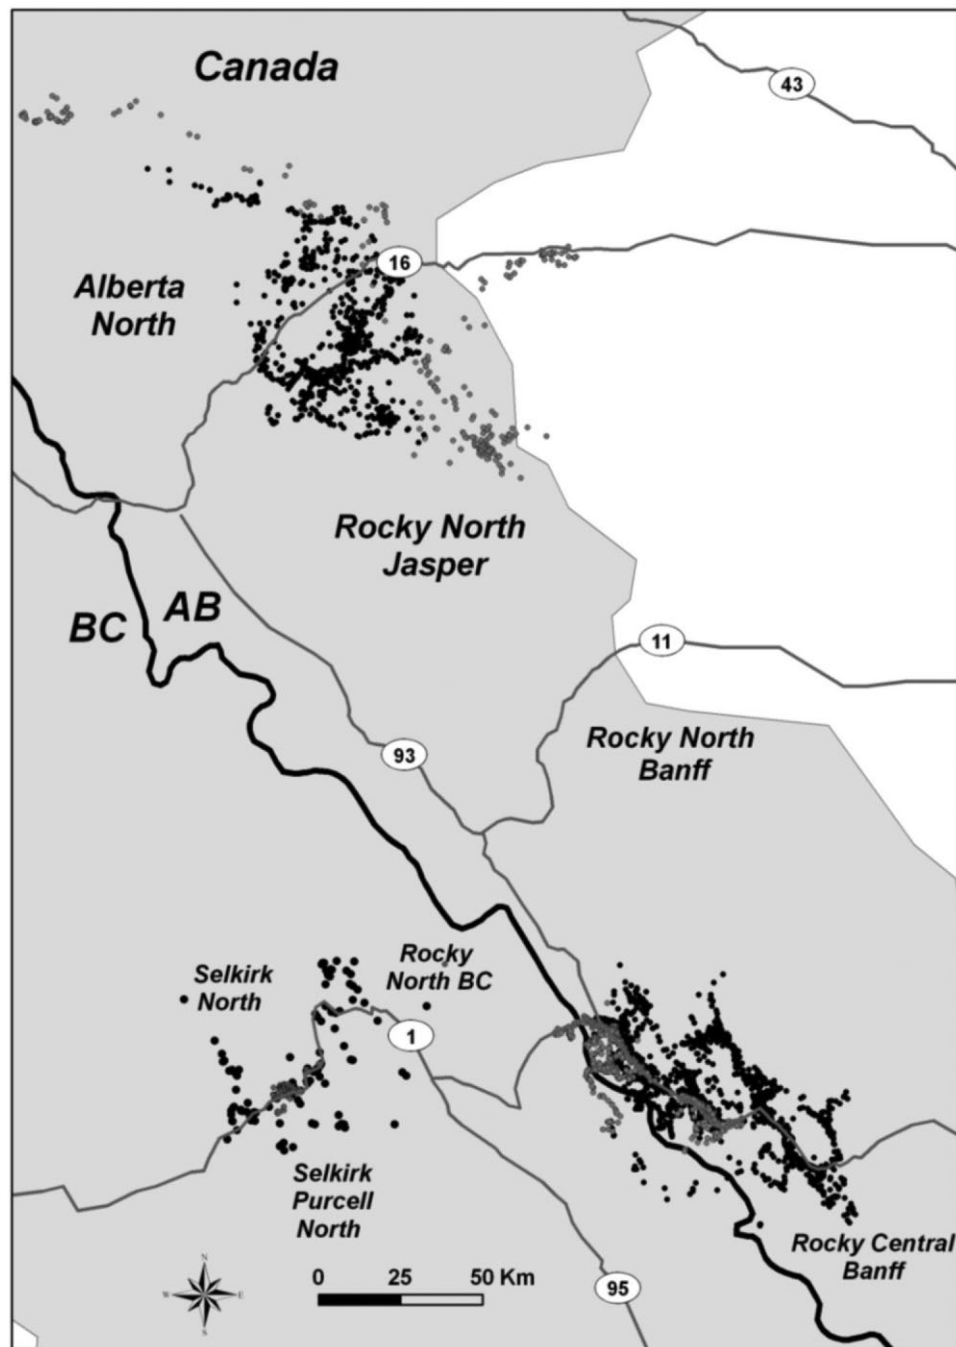 Canada
43
16
Alberta
North
Rocky North
Jasper
BC
AB
11
Rocky North
Banff
93
Rocky
North BC
Selkirk
North
1
Selkirk
Purcell
North
Rocky Central
Banff
N
W
E
S
0 25 50 Km
95